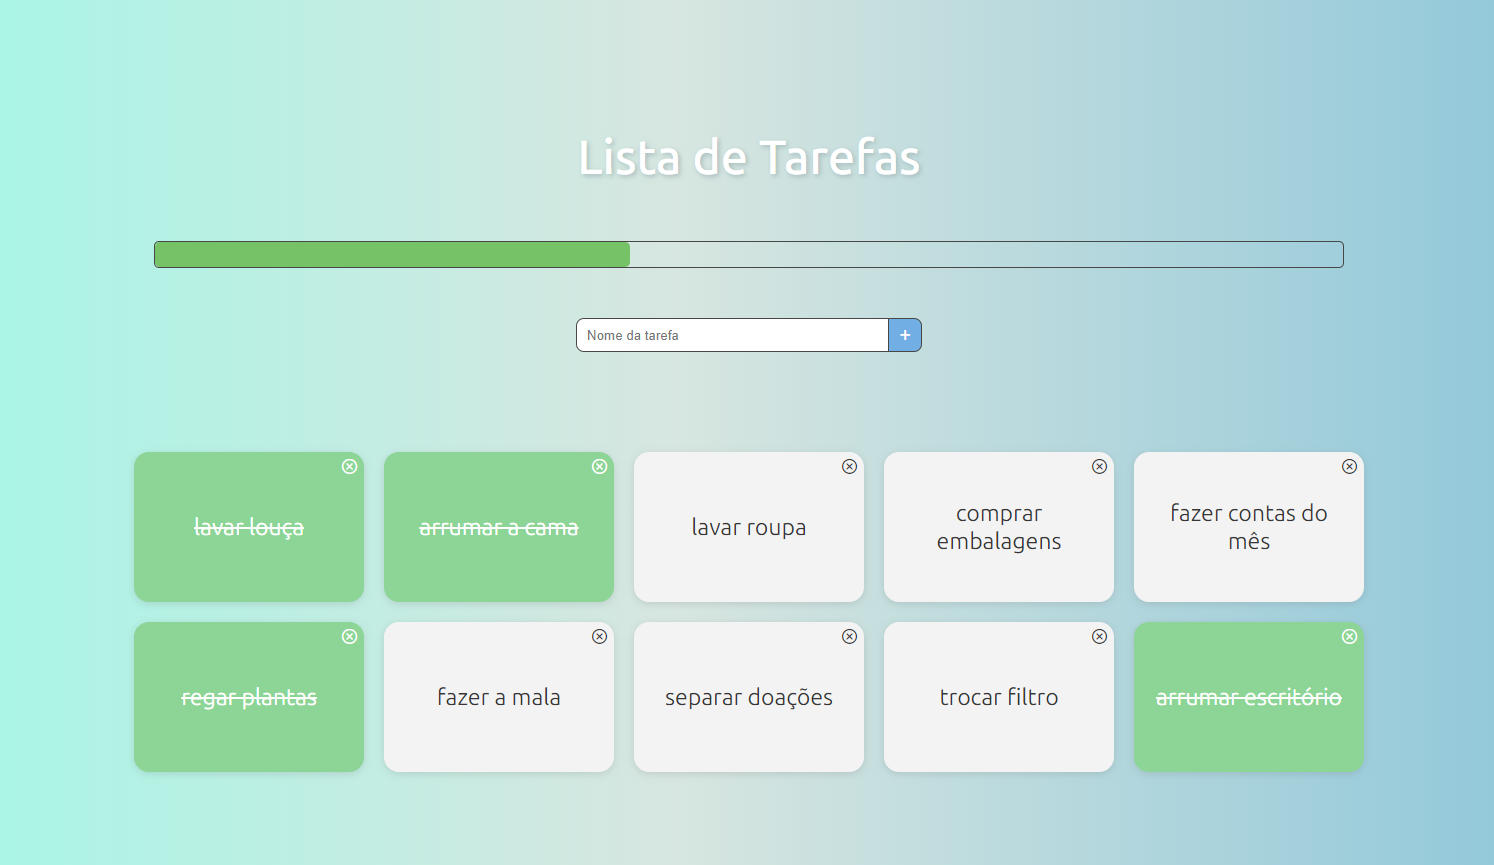 Lista de Tarefas
Nome da tarefa
+
lavar louça
arrumar a cama
lavar roupa
comprar
embalagens
fazer contas do
mês
regar plantas
fazer a mala
separar doações
trocar filtro
arrumar escritório